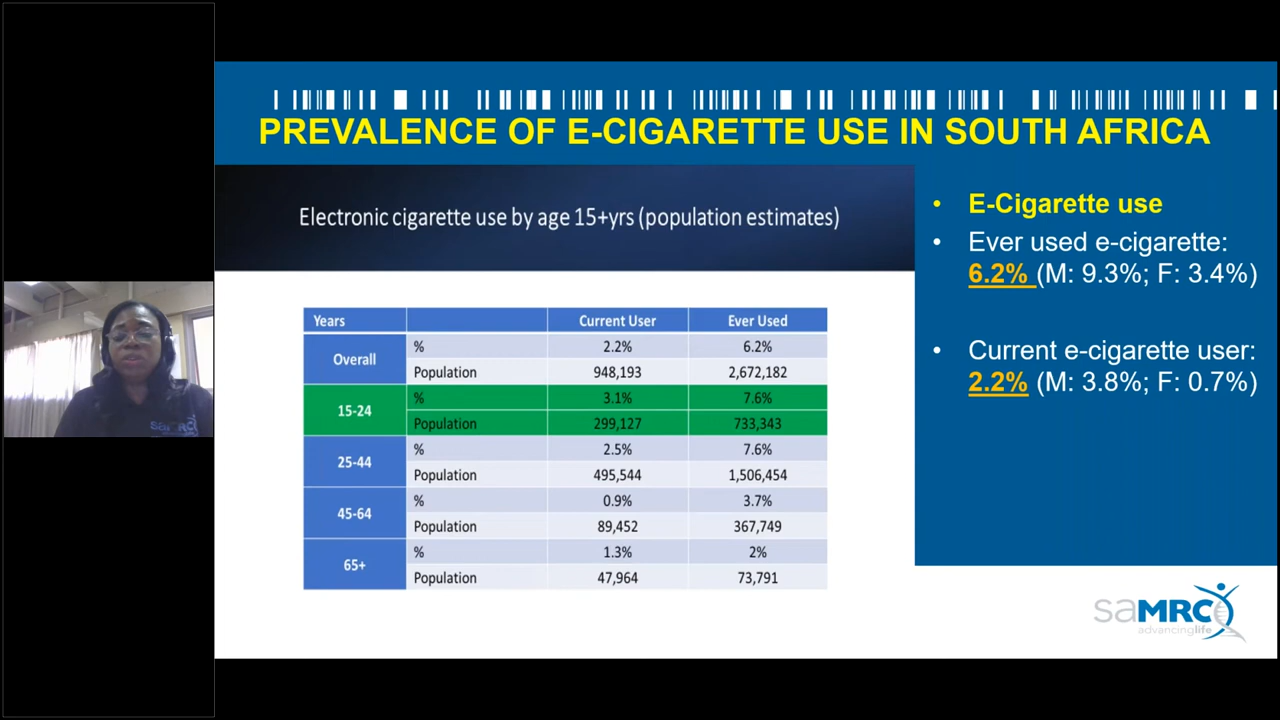 PREVALENCE OF E-CIGARETTE USE IN SOUTH AFRICA
Electronic cigarette use by age 15+yrs (population estimates)
Years Current User Ever Used
Overall
% 2.2% 6.2%
Population 948,193 2,672,182
15-24
% 3.1% 7.6%
Population 299,127 733,343
25-44
% 2.5% 7.6%
Population 495,544 1,506,454
45-64
% 0.9% 3.7%
Population 89,452 367,749
65+
% 1.3% 2%
Population 47,964 73,791
• E-Cigarette use
• Ever used e-cigarette:
6.2% (M: 9.3%; F: 3.4%)
• Current e-cigarette user:
2.2% (M: 3.8%; F: 0.7%)
saMRC
advancinglife
saMRC